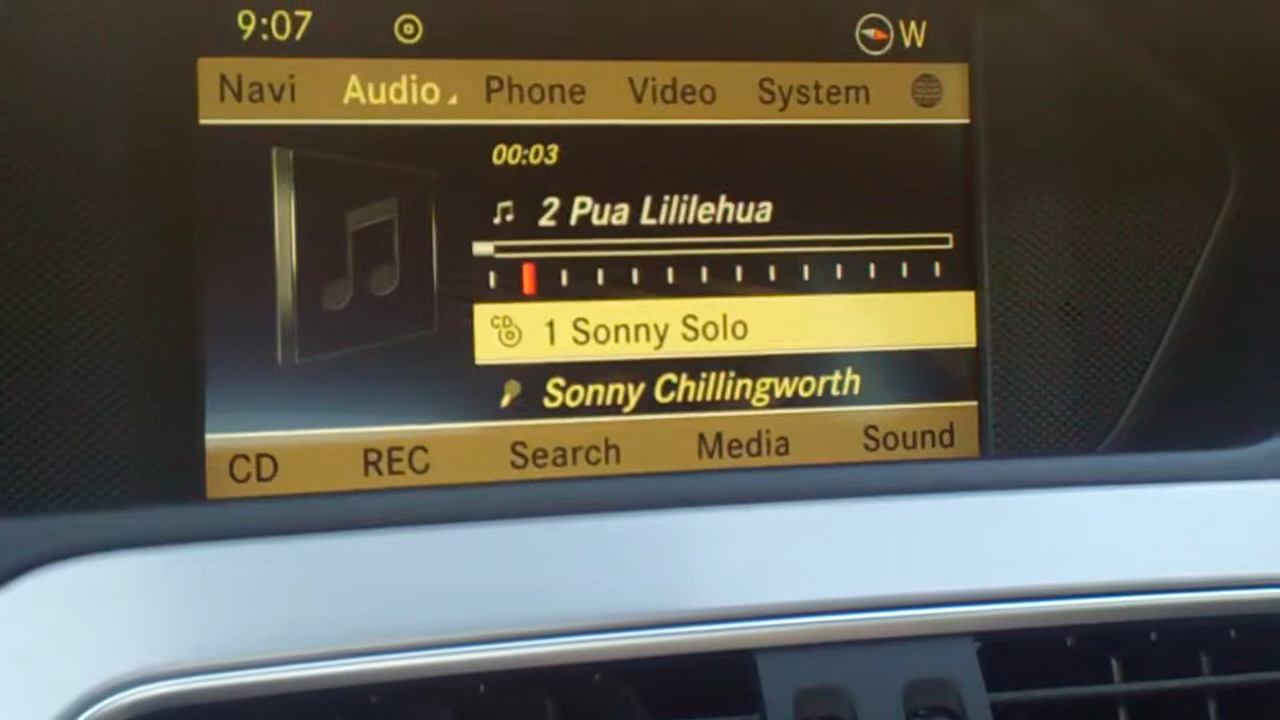 9:07 W
Navi Audio Phone Video System
00:03
2 Pua Lililehua
CD 1 Sonny Solo
Sonny Chillingworth
CD REC Search Media Sound